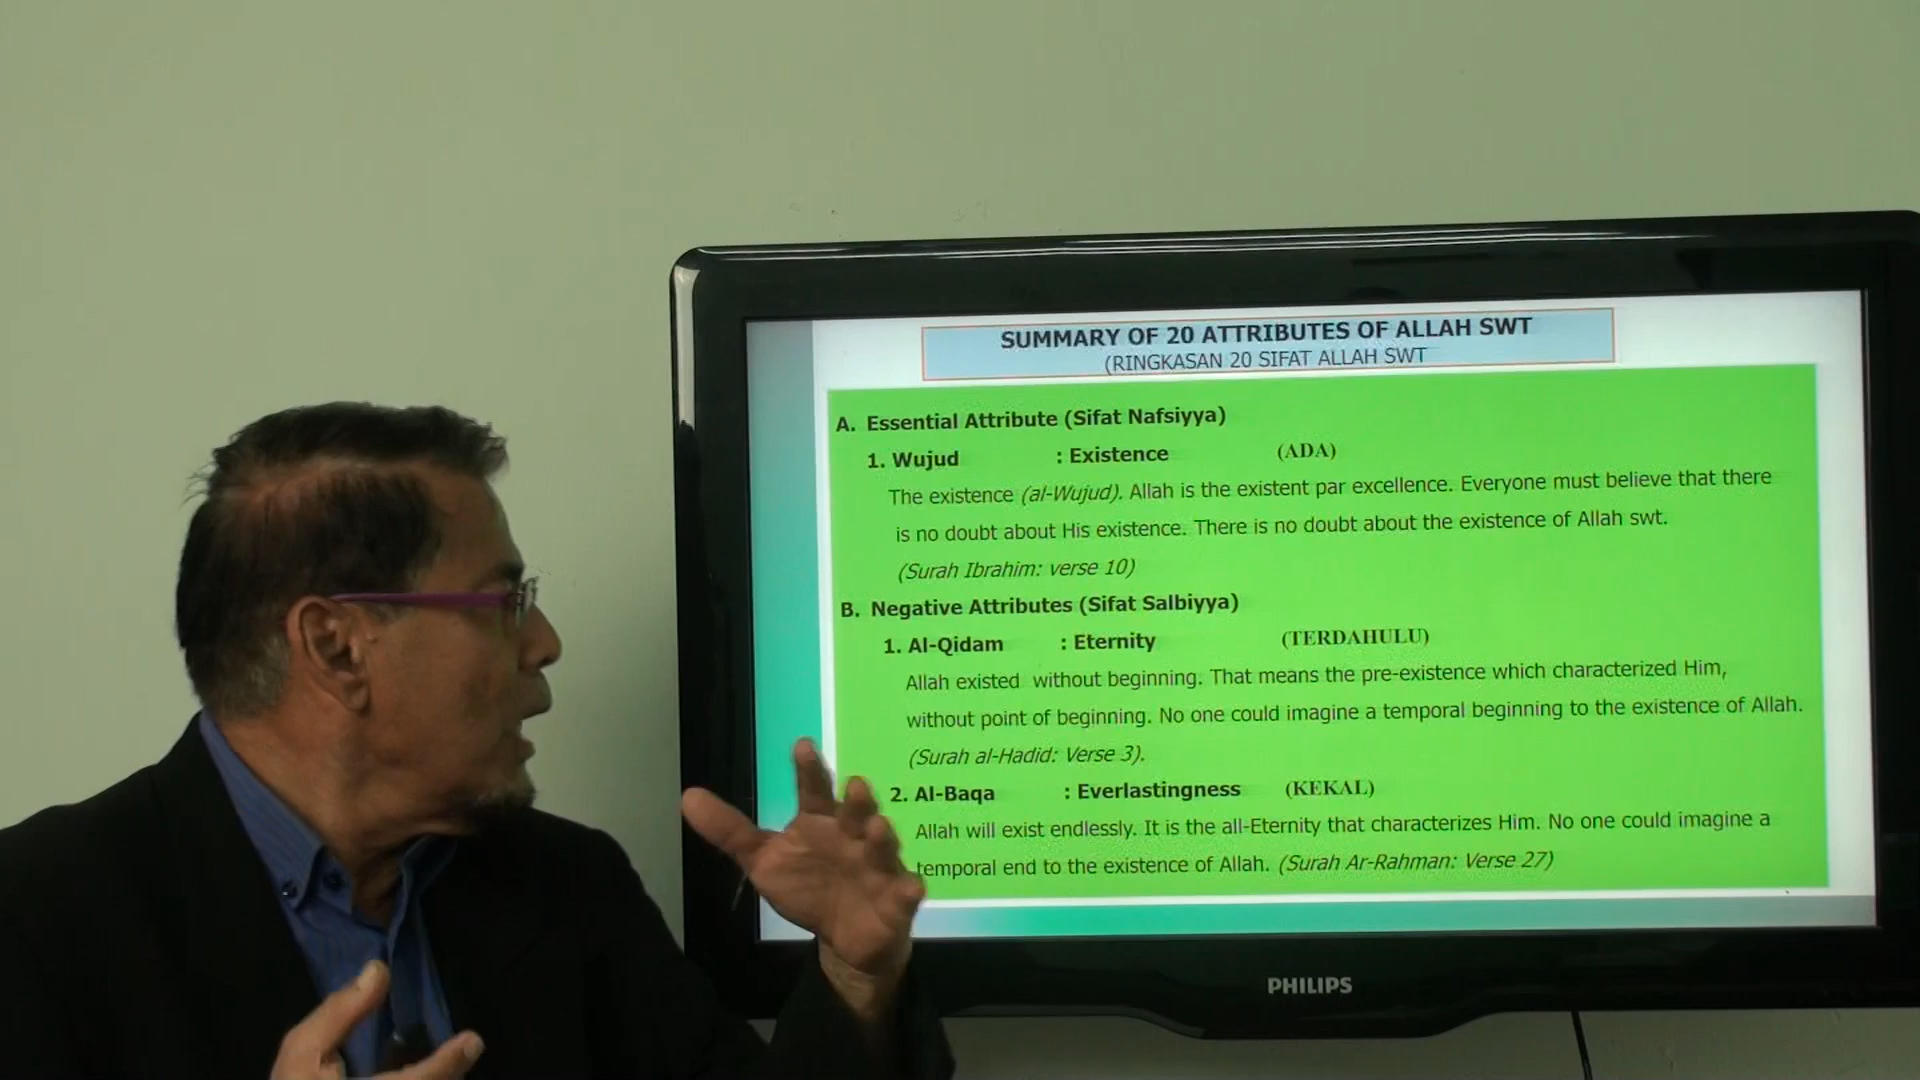 SUMMARY OF 20 ATTRIBUTES OF ALLAH SWT
(RINGKASAN 20 SIFAT ALLAH SWT
A. Essential Attribute (Sifat Nafsiyya)
1. Wujud : Existence (ADA)
The existence (al-Wujud). Allah is the existent par excellence. Everyone must believe that there
is no doubt about His existence. There is no doubt about the existence of Allah swt.
(Surah Ibrahim: verse 10)
B. Negative Attributes (Sifat Salbiyya)
1. Al-Qidam : Eternity (TERDAHULU)
Allah existed without beginning. That means the pre-existence which characterized Him,
without point of beginning. No one could imagine a temporal beginning to the existence of Allah.
(Surah al-Hadid: Verse 3).
2. Al-Baqa : Everlastingness (KEKAL)
Allah will exist endlessly. It is the all-Eternity that characterizes Him. No one could imagine a
temporal end to the existence of Allah. (Surah Ar-Rahman: Verse 27)
PHILIPS